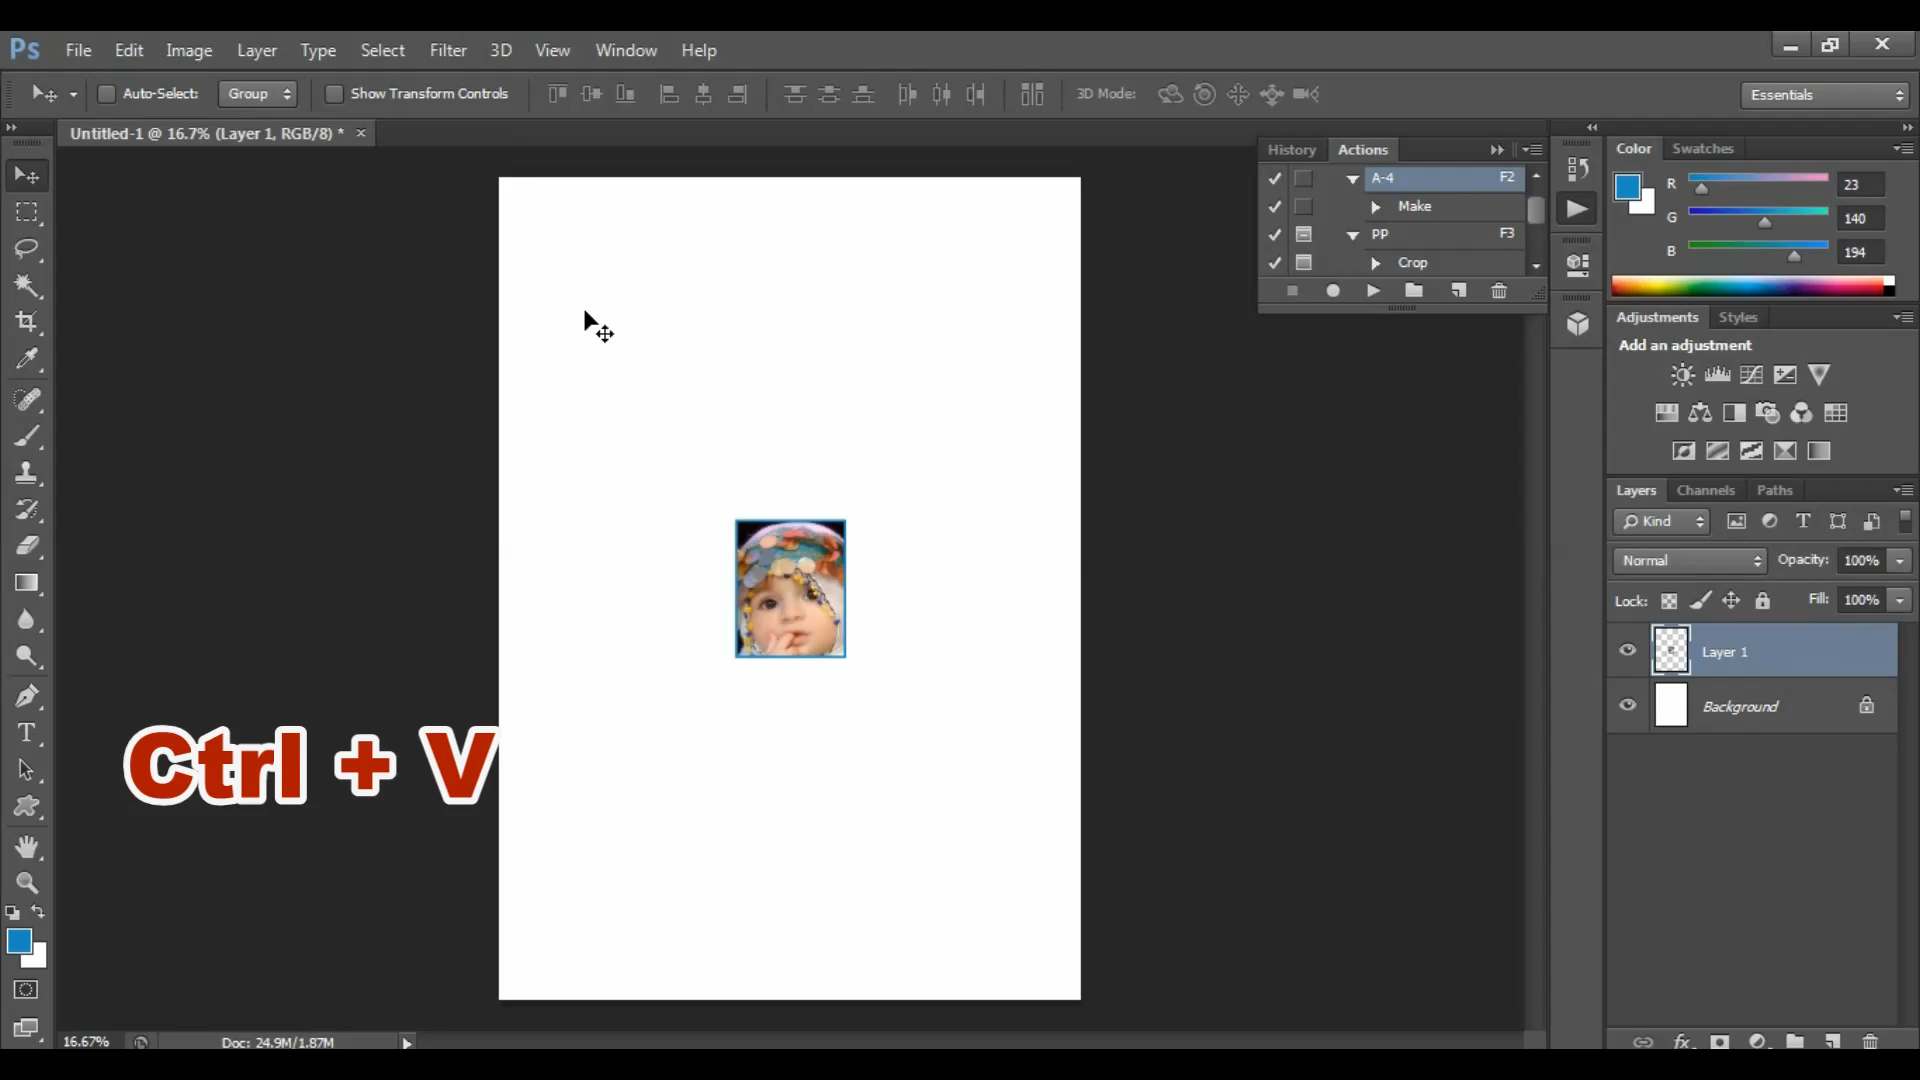 Ps File Edit Image Layer Type Select Filter 3D View Window Help
Auto-Select: Group Show Transform Controls 3D Mode: Essentials
Untitled-1 @ 16.7% (Layer 1, RGB/8) *
History Actions
A-4 F2
Make
PP F3
Crop
Color Swatches
R 23
G 140
B 194
Adjustments Styles
Add an adjustment
Layers Channels Paths
Kind
Normal Opacity: 100%
Lock: Fill: 100%
Layer 1
Background
Ctrl + V
16.67% Doc: 24.9M/1.87M